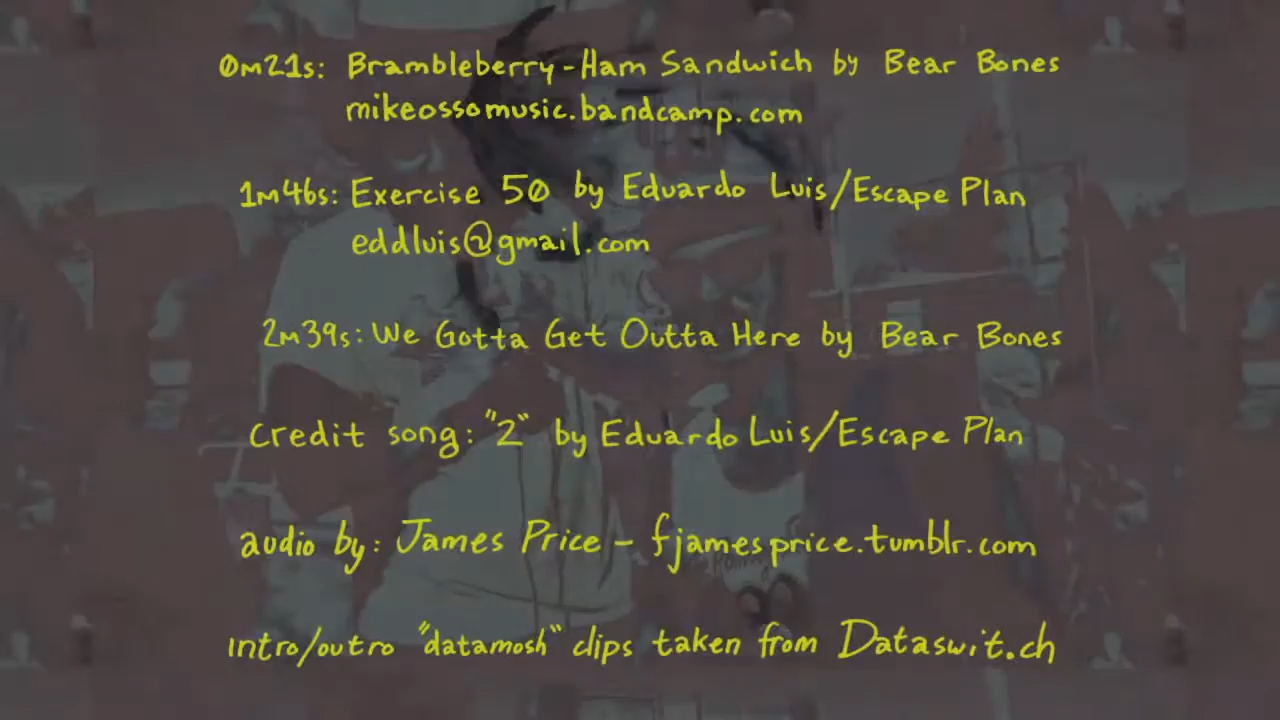 0m21s: Brambleberry-Ham Sandwich by Bear Bones
mikeossomusic.bandcamp.com
1m46s: Exercise 50 by Eduardo Luis/Escape Plan
eddluis@gmail.com
2m39s: We Gotta Get Outta Here by Bear Bones
credit song: "2" by Eduardo Luis/Escape Plan
audio by: James Price - fjamesprice.tumblr.com
intro/outro "datamosh" clips taken from Dataswit.ch